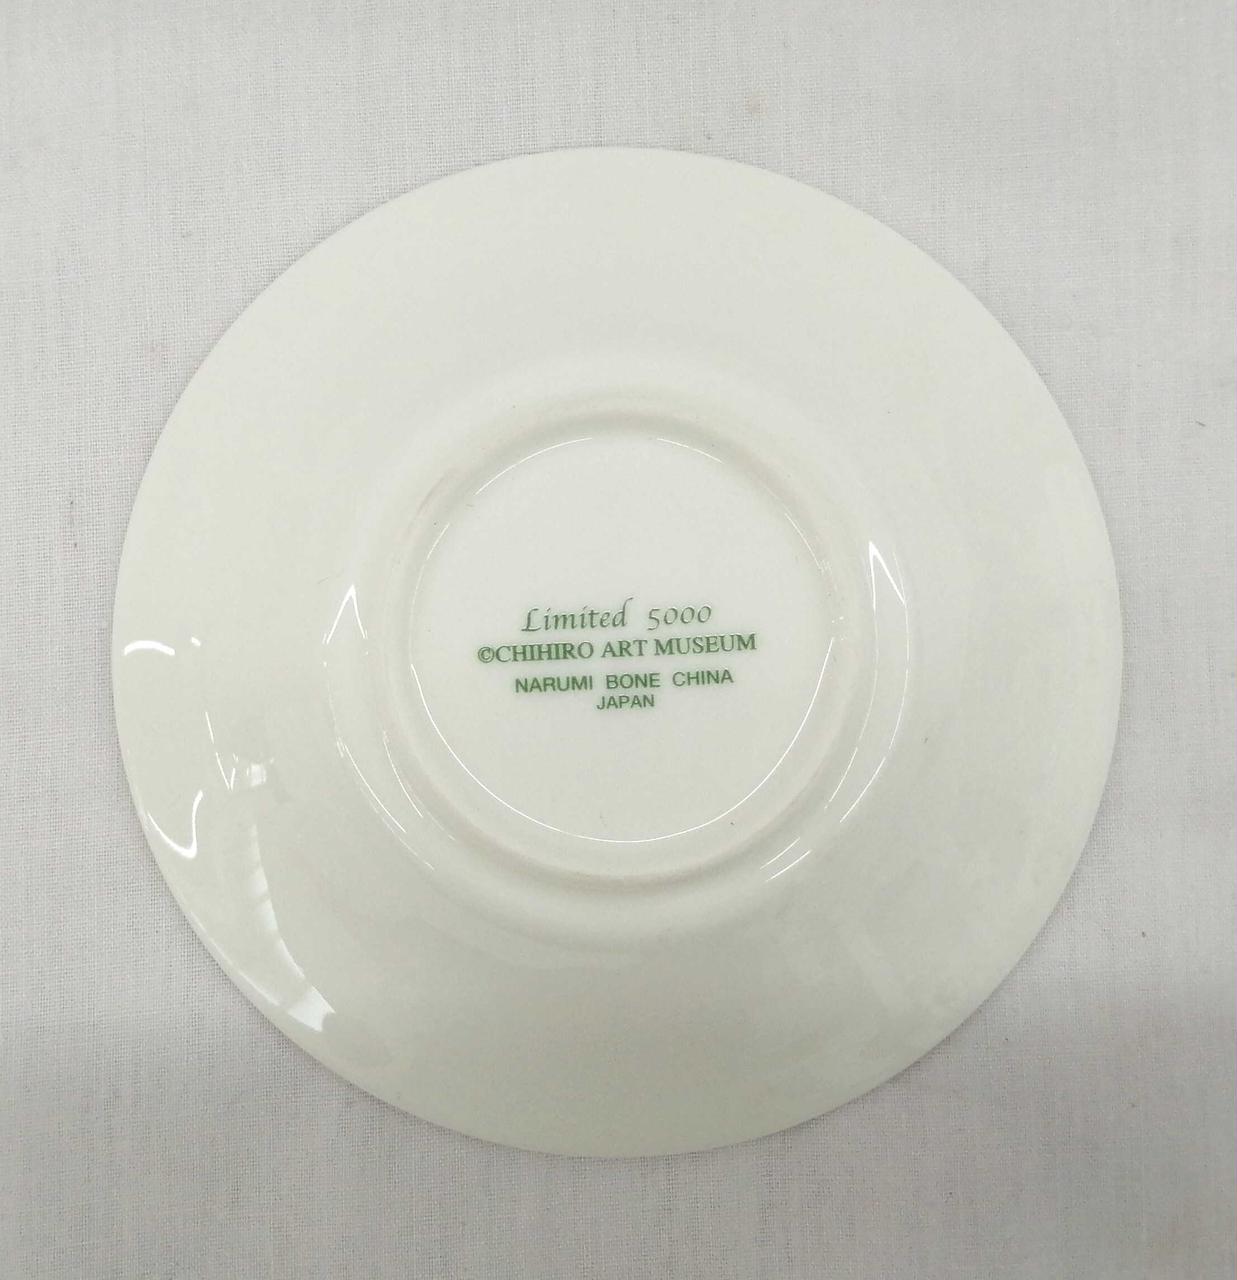 Limited 5000
©CHIHIRO ART MUSEUM
NARUMI BONE CHINA
JAPAN